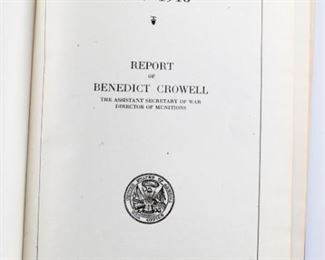 REPORT
OF
BENEDICT CROWELL
THE ASSISTANT SECRETARY OF WAR
DIRECTOR OF MUNITIONS